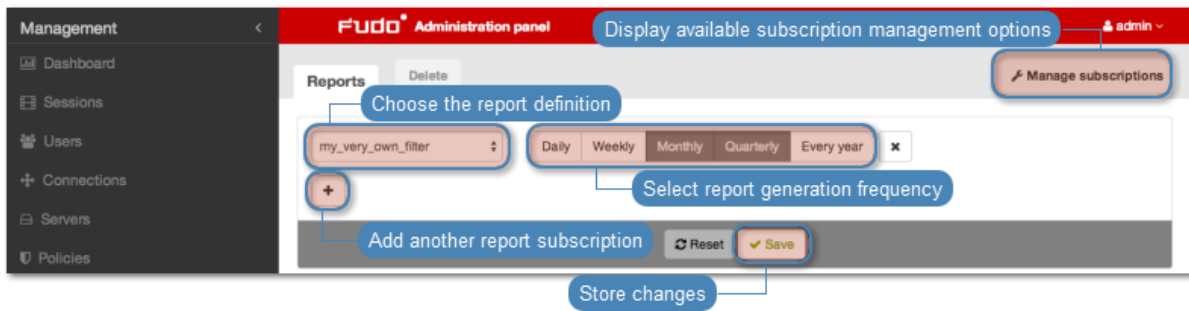 Management
FUDO Administration panel
Display available subscription management options
admin
Dashboard
Reports
Delete
Manage subscriptions
Sessions
Choose the report definition
Users
my_very_own_filter
Daily
Weekly
Monthly
Quarterly
Every year
Connections
Select report generation frequency
Servers
Add another report subscription
Reset
Save
Policies
Store changes